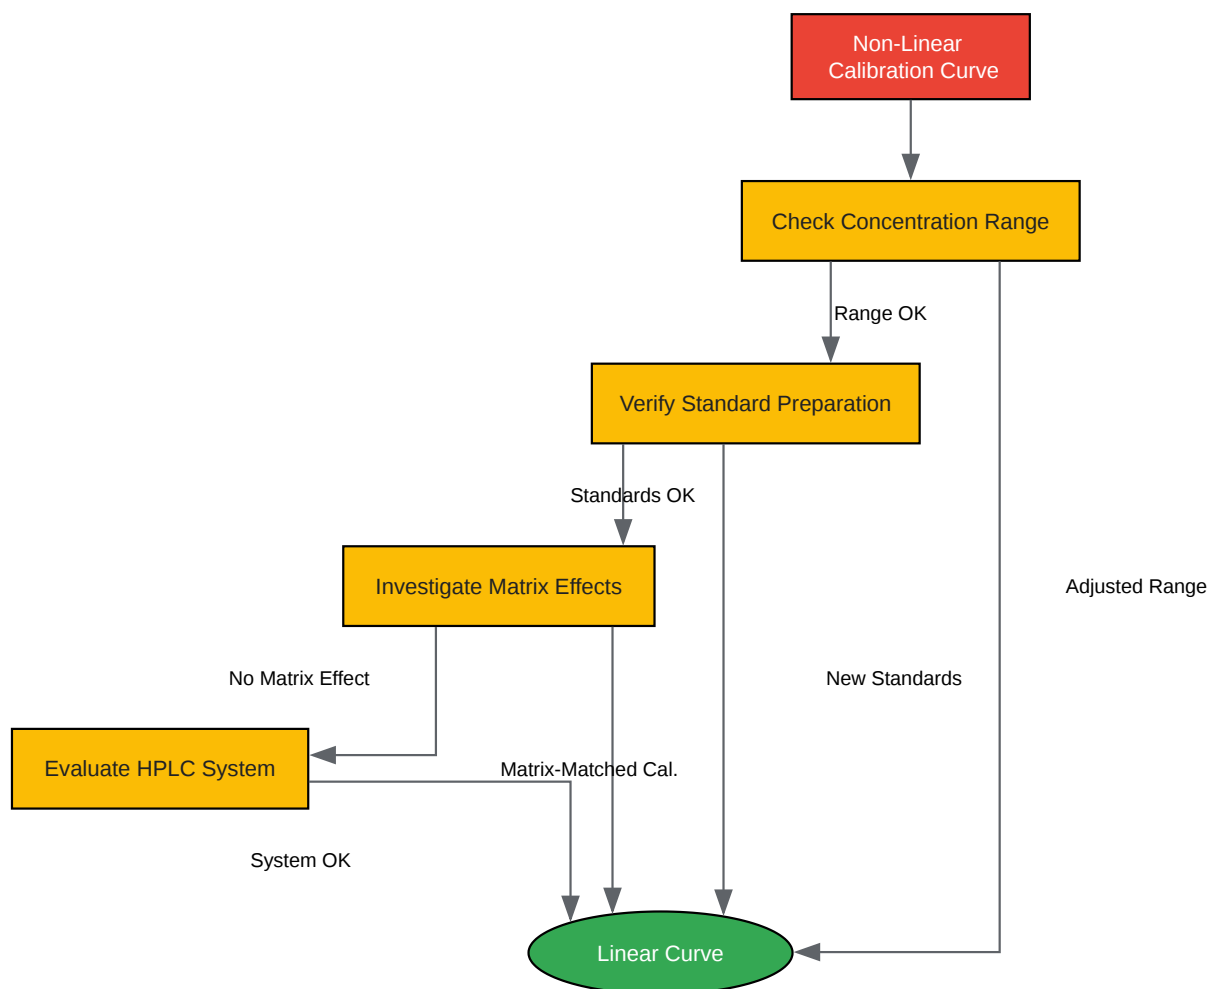 Non-Linear
Calibration Curve
Check Concentration Range
Range OK
Verify Standard Preparation
Standards OK
Investigate Matrix Effects
Adjusted Range
No Matrix Effect
New Standards
Evaluate HPLC System
Matrix-Matched Cal.
System OK
Linear Curve